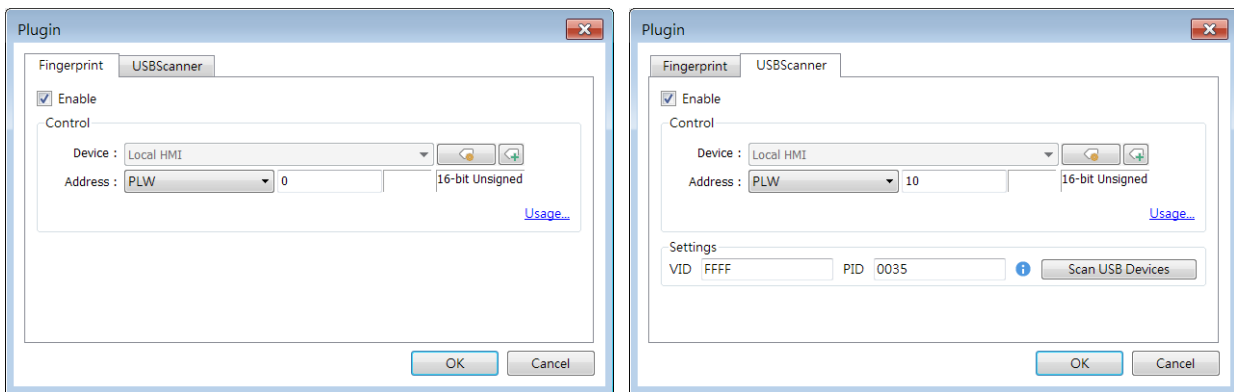 Plugin
Fingerprint USBScanner
Enable
Control
Device : Local HMI
Address : PLW 0 16-bit Unsigned
Usage...
OK Cancel
Plugin
Fingerprint USBScanner
Enable
Control
Device : Local HMI
Address : PLW 10 16-bit Unsigned
Usage...
Settings
VID FFFF PID 0035 Scan USB Devices
OK Cancel